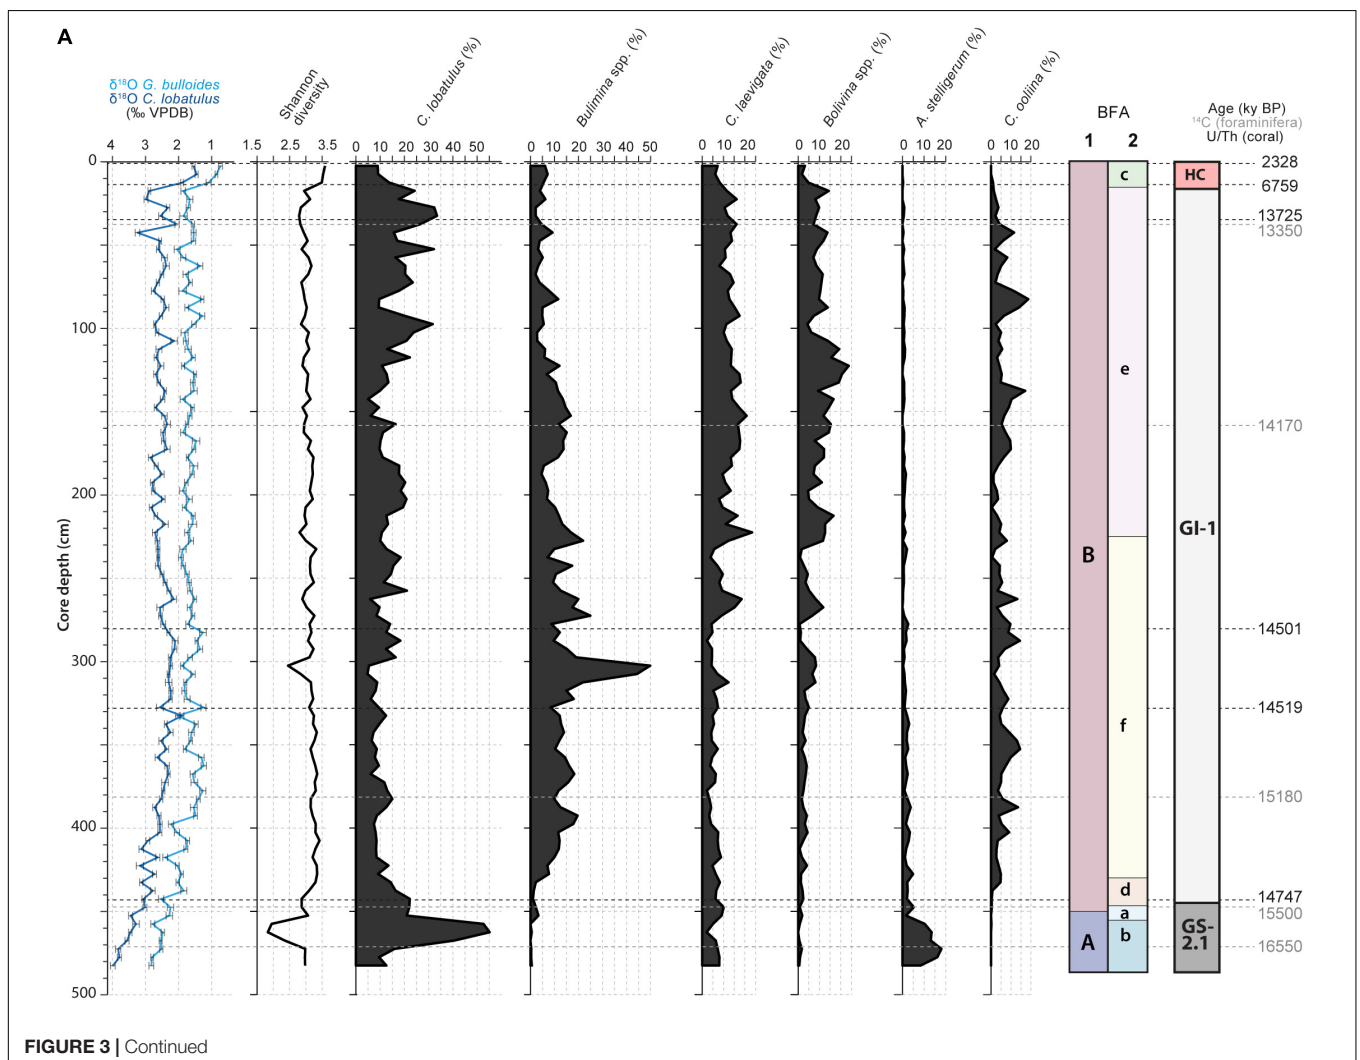 A
δ¹⁸O G. bulloides
δ¹⁸O C. lobatulus
(‰ VPDB)
Shannon
diversity
C. lobatulus (%)
Bulimina spp. (%)
C. laevigata (%)
Bolivina spp. (%)
A. stelligerum (%)
C. oolina (%)
BFA
1 2
Age (ky BP)
¹⁴C (foraminifera)
U/Th (coral)
4 3 2 1
1.5 2.5 3.5
0 10 20 30 40 50
0 10 20 30 40 50
0 10 20
0 10 20
0 10 20
0 10 20
Core depth (cm)
0
100
200
300
400
500
B
A
c
e
f
d
a
b
HC
GI-1
GS-
2.1
2328
6759
13725
13350
14170
14501
14519
15180
14747
15500
16550
FIGURE 3 | Continued